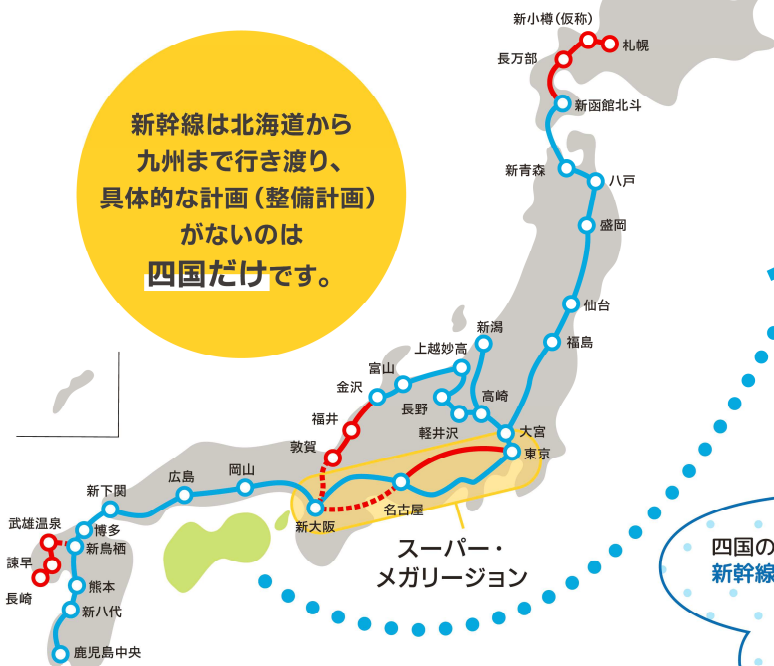 新幹線は北海道から
九州まで行き渡り、
具体的な計画（整備計画）
がないのは
四国だけです。
新小樽（仮称）
札幌
長万部
新函館北斗
新青森
八戸
盛岡
仙台
福島
新潟
上越妙高
富山
金沢
長野
高崎
軽井沢
福井
敦賀
大宮
東京
名古屋
新大阪
岡山
広島
新下関
博多
武雄温泉
新鳥栖
諫早
長崎
熊本
新八代
鹿児島中央
スーパー・
メガリージョン
四国の
新幹線